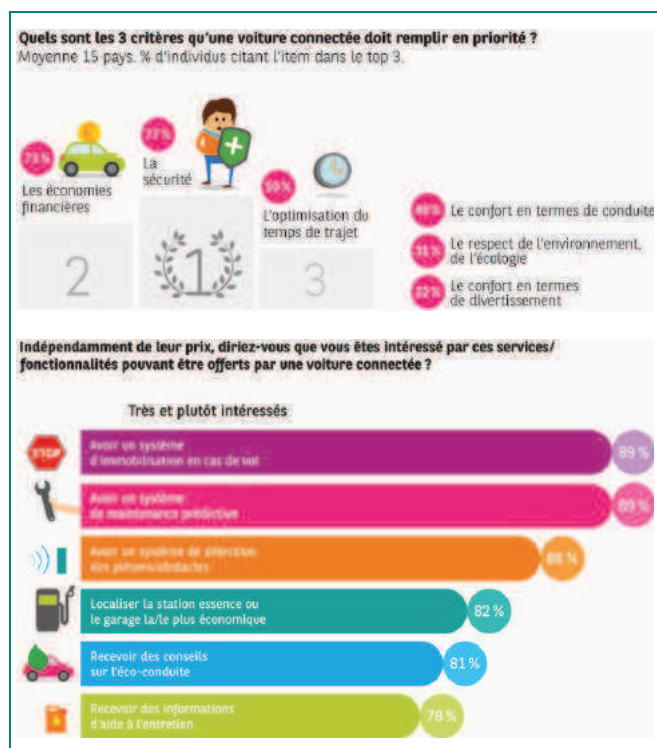 Quels sont les 3 critères qu'une voiture connectée doit remplir en priorité ?
Moyenne 15 pays. % d'individus citant l'item dans le top 3.
77 %
La
sécurité
Les économies
financières
50 %
L'optimisation du
temps de trajet
1
2
3
Le confort en termes de conduite
31 %
Le respect de l'environnement,
de l'écologie
22 %
Le confort en termes
de divertissement
Indépendamment de leur prix, diriez-vous que vous êtes intéressé par ces services/
fonctionnalités pouvant être offerts par une voiture connectée ?
Très et plutôt intéressés
STOP
Avoir un système
d'immobilisation en cas de vol
89 %
Avoir un système
de maintenance prédictive
89 %
Avoir un système de détection
des piétons/obstacles
Localiser la station essence ou
le garage la/le plus économique
82 %
Recevoir des conseils
sur l'éco-conduite
81 %
Recevoir des informations
d'aide à l'entretien
78 %